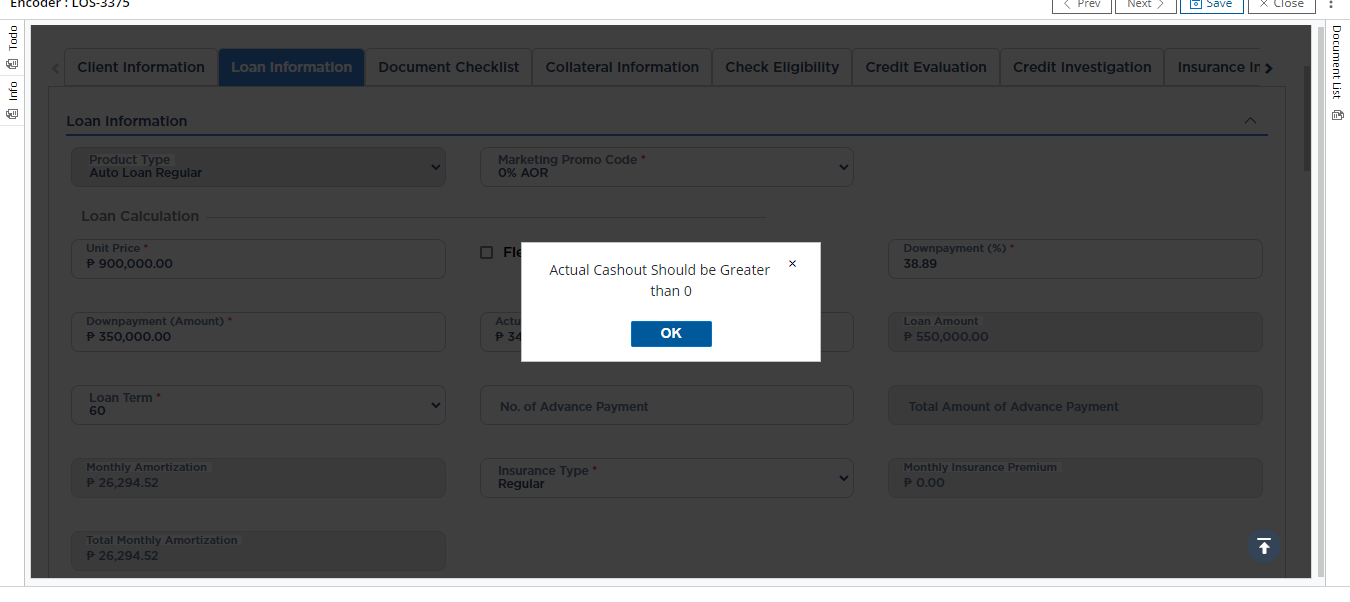 Encoder : LOS-3375
Prev
Next
Save
Close
Todo
Info
Document List
Client Information
Loan Information
Document Checklist
Collateral Information
Check Eligibility
Credit Evaluation
Credit Investigation
Insurance In
Loan Information
Product Type
Auto Loan Regular
Marketing Promo Code *
0% AOR
Loan Calculation
Unit Price *
₱ 900,000.00
Fle
Downpayment (%) *
38.89
Actual Cashout Should be Greater
than 0
OK
Downpayment (Amount) *
₱ 350,000.00
Actu
₱ 34
Loan Amount
₱ 550,000.00
Loan Term *
60
No. of Advance Payment
Total Amount of Advance Payment
Monthly Amortization
₱ 26,294.52
Insurance Type *
Regular
Monthly Insurance Premium
₱ 0.00
Total Monthly Amortization
₱ 26,294.52